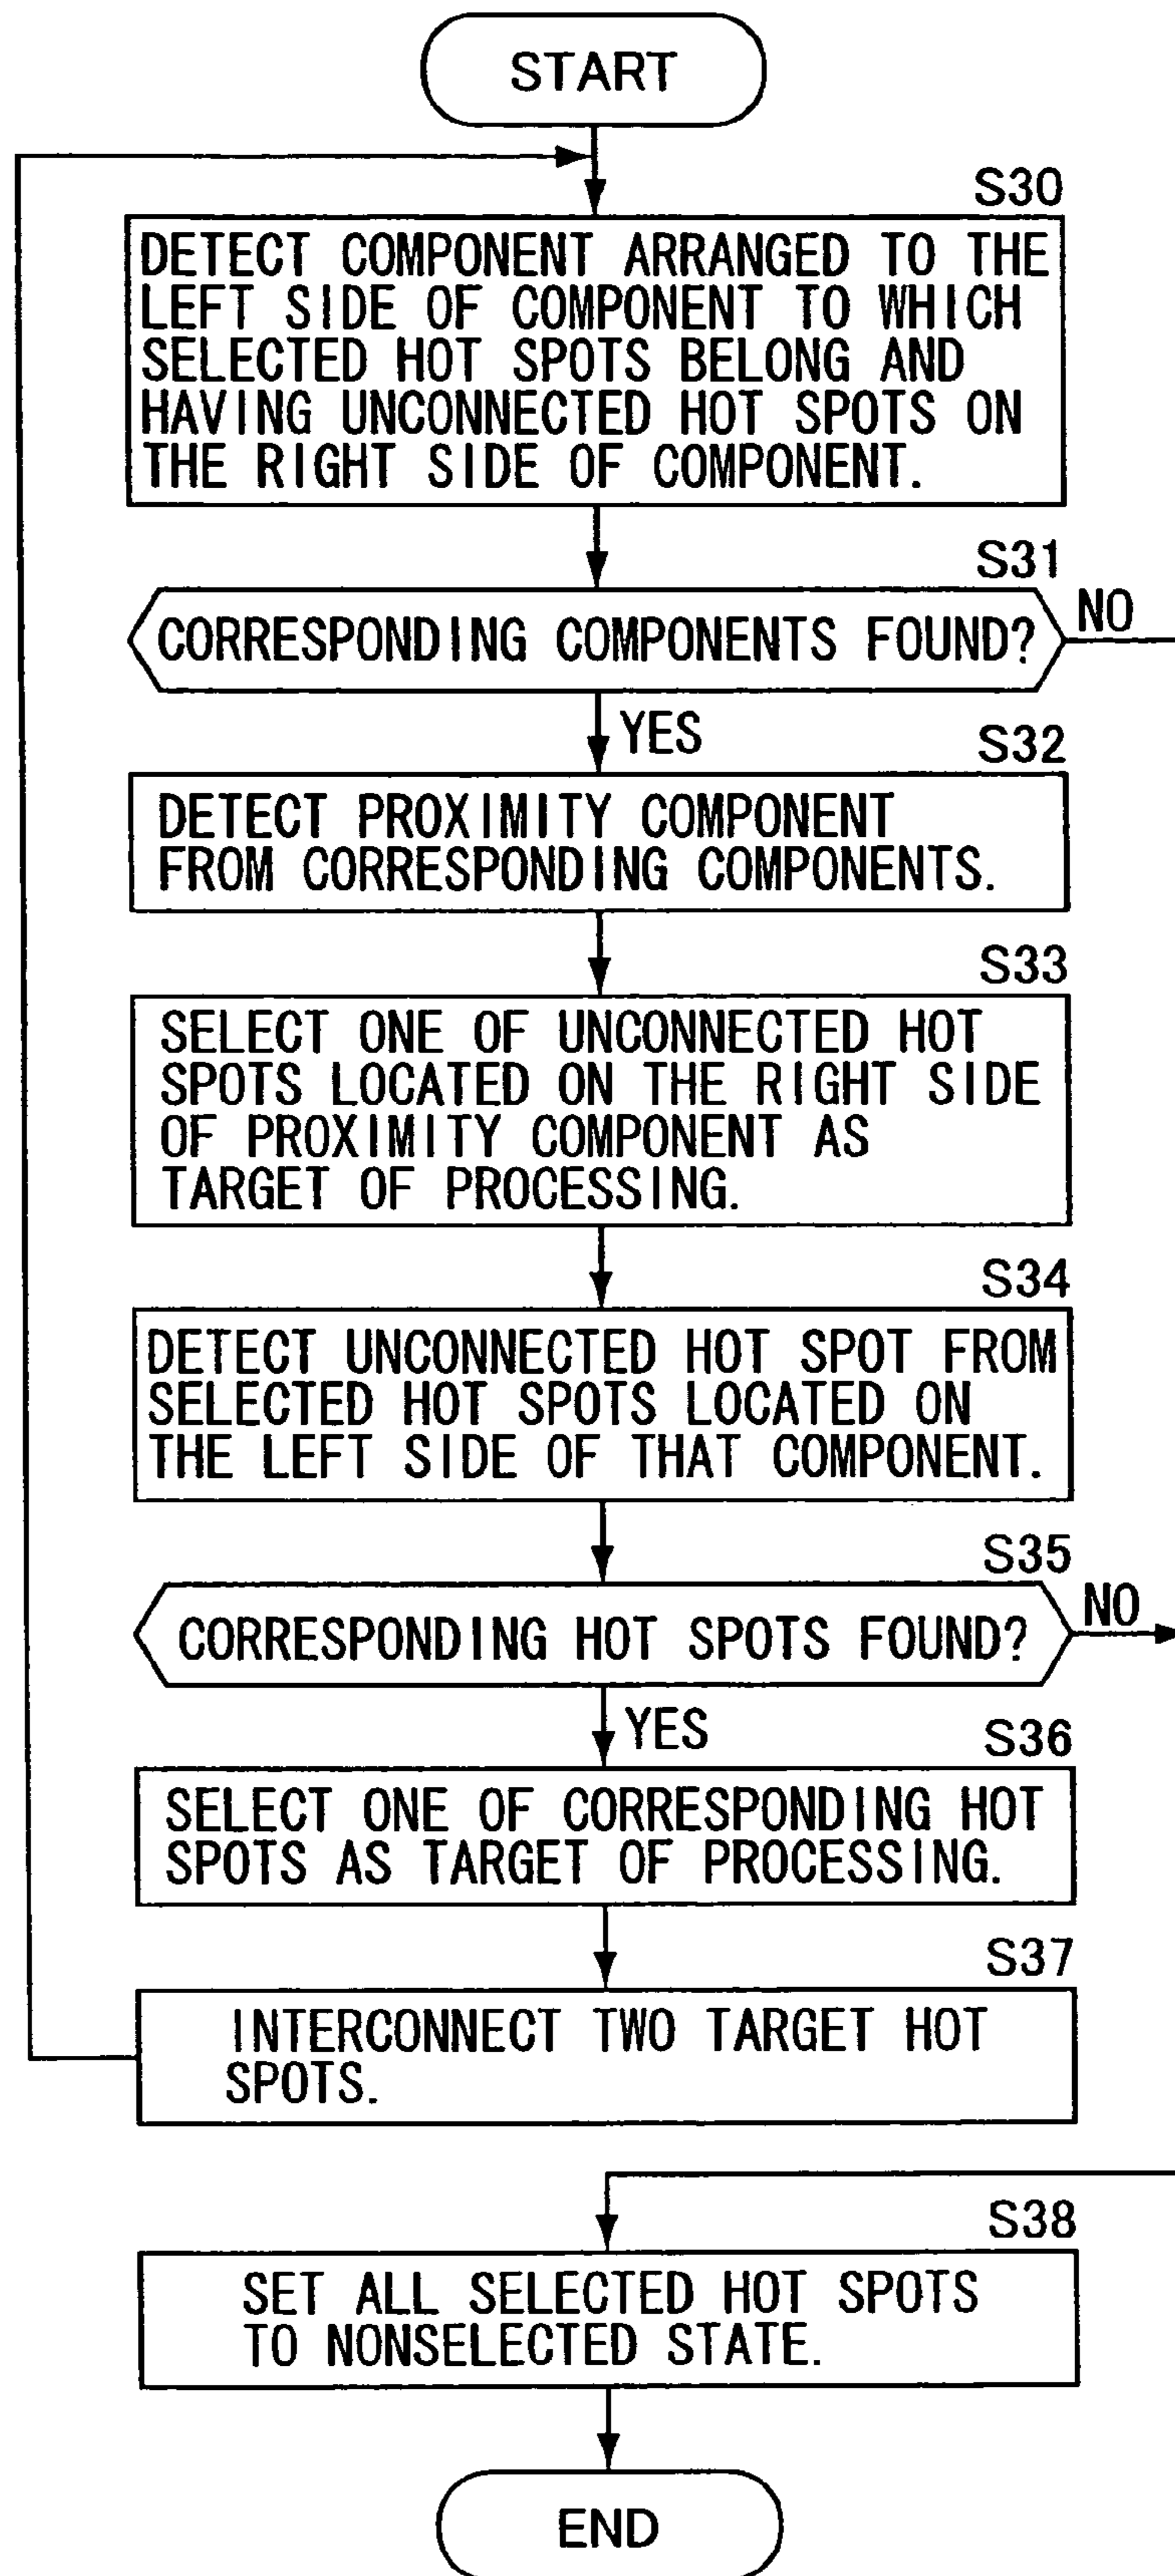 START
S30
DETECT COMPONENT ARRANGED TO THE
LEFT SIDE OF COMPONENT TO WHICH
SELECTED HOT SPOTS BELONG AND
HAVING UNCONNECTED HOT SPOTS ON
THE RIGHT SIDE OF COMPONENT.
S31
CORRESPONDING COMPONENTS FOUND?
NO
YES
S32
DETECT PROXIMITY COMPONENT
FROM CORRESPONDING COMPONENTS.
S33
SELECT ONE OF UNCONNECTED HOT
SPOTS LOCATED ON THE RIGHT SIDE
OF PROXIMITY COMPONENT AS
TARGET OF PROCESSING.
S34
DETECT UNCONNECTED HOT SPOT FROM
SELECTED HOT SPOTS LOCATED ON
THE LEFT SIDE OF THAT COMPONENT.
S35
CORRESPONDING HOT SPOTS FOUND?
NO
YES
S36
SELECT ONE OF CORRESPONDING HOT
SPOTS AS TARGET OF PROCESSING.
S37
INTERCONNECT TWO TARGET HOT
SPOTS.
S38
SET ALL SELECTED HOT SPOTS
TO NONSELECTED STATE.
END